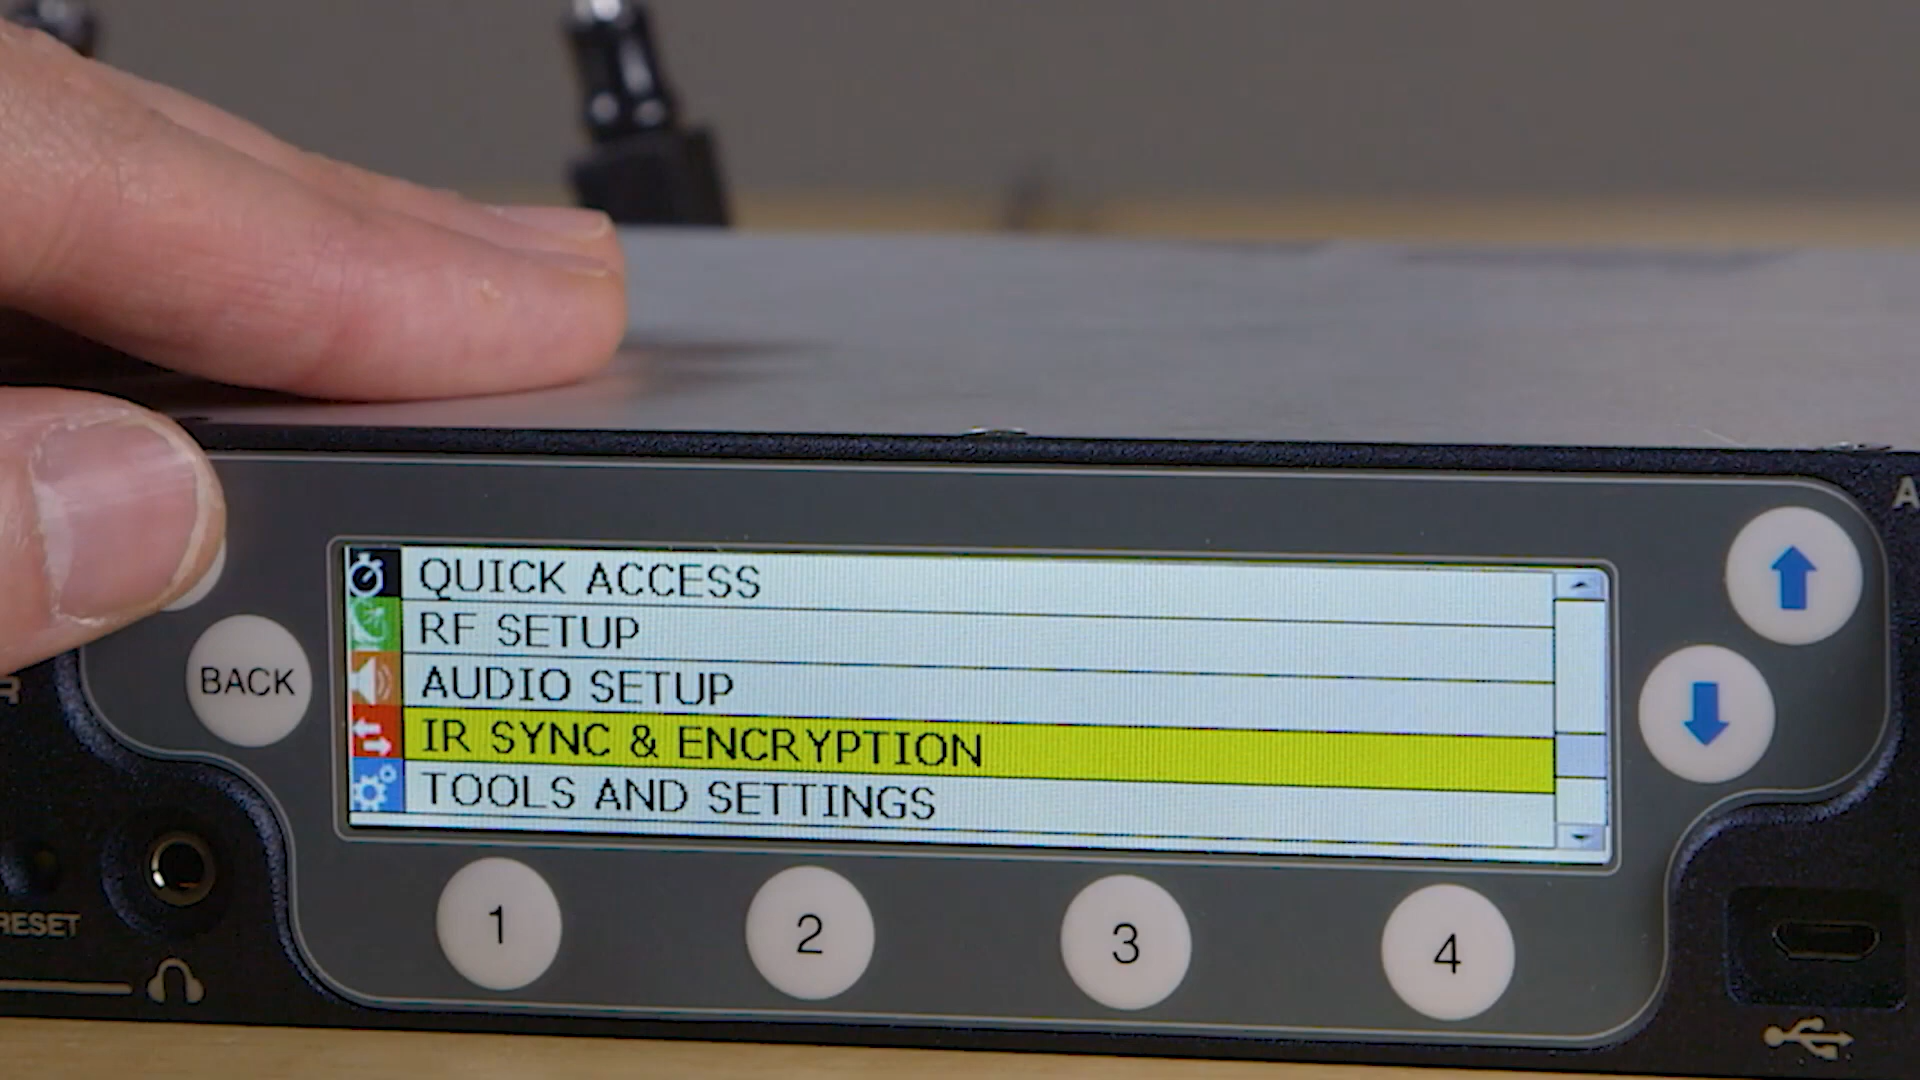 QUICK ACCESS
RF SETUP
AUDIO SETUP
IR SYNC & ENCRYPTION
TOOLS AND SETTINGS
BACK
1
2
3
4
RESET